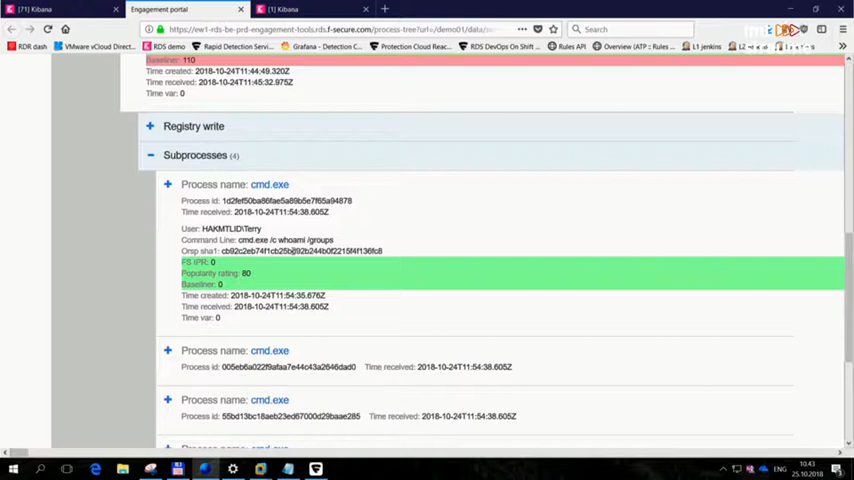 [71] Kibana
Engagement portal
[1] Kibana
https://ew1-rds-be-prd-engagement-tools.rds.f-secure.com/process-tree?url=/demo01/data/
Search
RDR dash
VMware vCloud Direct...
RDS demo
Rapid Detection Servic...
Grafana - Detection C...
Protection Cloud Reac...
RDS DevOps On Shift...
Rules API
Overview (ATP :: Rules...
L1 jenkins
Baseliner: 110
Time created: 2018-10-24T11:44:49.320Z
Time received: 2018-10-24T11:45:32.975Z
Time var: 0
Registry write
Subprocesses (4)
Process name: cmd.exe
Process id: 1d2fef50ba86fae5a89b5e7f65a94878
Time received: 2018-10-24T11:54:38.605Z
User: HAKMTLID\Terry
Command Line: cmd.exe /c whoami /groups
Onsp sha1:
FS IPR: 0
Popularity rating: 80
Baseliner: 0
Time created: 2018-10-24T11:54:35.676Z
Time received: 2018-10-24T11:54:38.605Z
Time var: 0
Process name: cmd.exe
Process id: 005eb6a022f9afaa7e44c43a2646dad0 Time received: 2018-10-24T11:54:38.605Z
Process name: cmd.exe
Process id: 55bd13bc18aeb23ed67000d29baae285 Time received: 2018-10-24T11:54:38.605Z
Process name: cmd.exe
ENG
10.43
25.10.2018